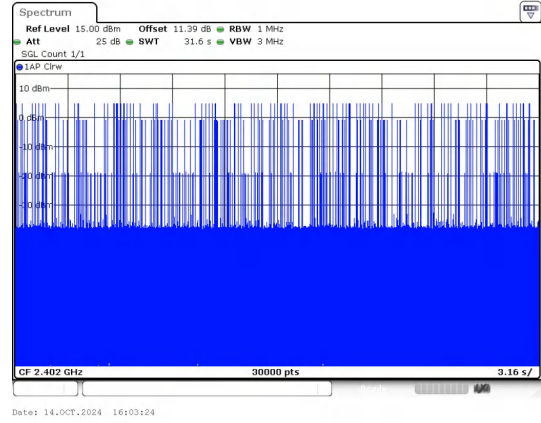 Spectrum
Ref Level 15.00 dBm Offset 11.39 dB RBW 1 MHz
Att 25 dB SWT 31.6 s VBW 3 MHz
SGL Count 1/1
1AP Clrw
10 dBm
0 dBm
-10 dBm
-20 dBm
-30 dBm
CF 2.402 GHz 30000 pts 3.16 s/
Date: 14.OCT.2024 16:03:24